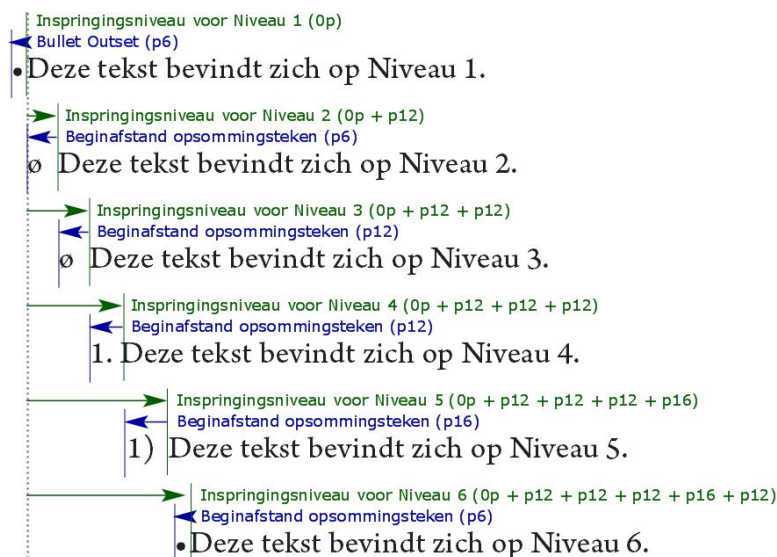 Inspringingsniveau voor Niveau 1 (0p)
Bullet Outset (p6)
•Deze tekst bevindt zich op Niveau 1.
Inspringingsniveau voor Niveau 2 (0p + p12)
Beginafstand opsommingsteken (p6)
ø Deze tekst bevindt zich op Niveau 2.
Inspringingsniveau voor Niveau 3 (0p + p12 + p12)
Beginafstand opsommingsteken (p12)
ø Deze tekst bevindt zich op Niveau 3.
Inspringingsniveau voor Niveau 4 (0p + p12 + p12 + p12)
Beginafstand opsommingsteken (p12)
1. Deze tekst bevindt zich op Niveau 4.
Inspringingsniveau voor Niveau 5 (0p + p12 + p12 + p12 + p16)
Beginafstand opsommingsteken (p16)
1) Deze tekst bevindt zich op Niveau 5.
Inspringingsniveau voor Niveau 6 (0p + p12 + p12 + p12 + p16 + p12)
Beginafstand opsommingsteken (p6)
•Deze tekst bevindt zich op Niveau 6.